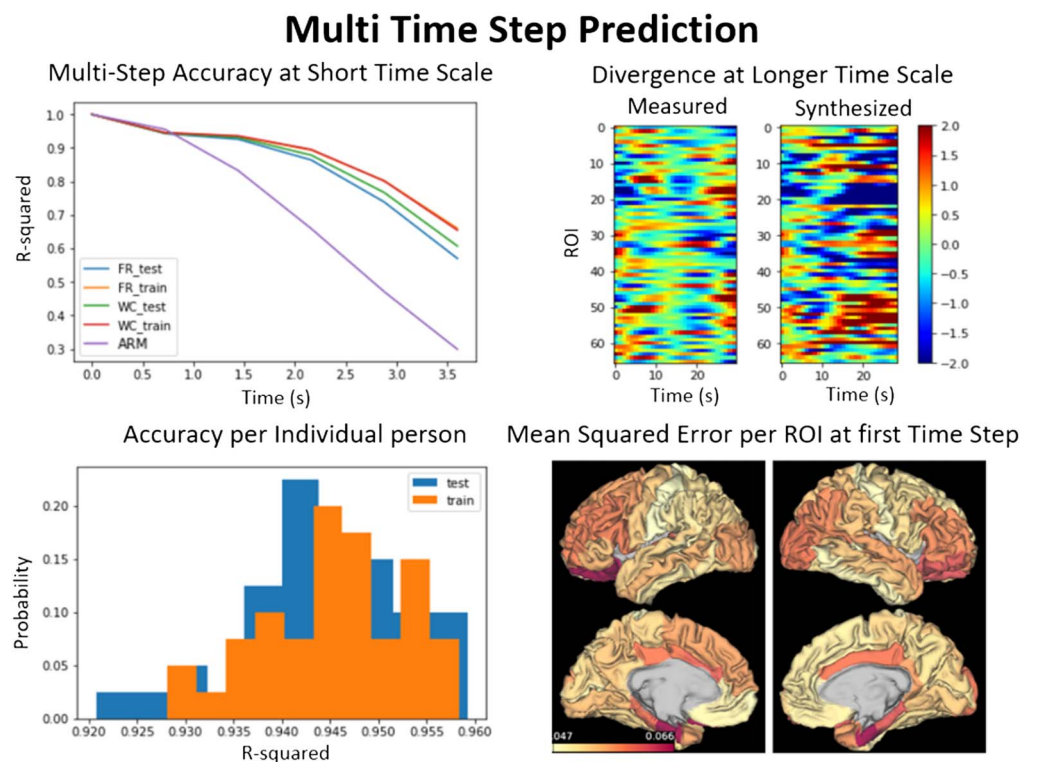 Multi Time Step Prediction
Multi-Step Accuracy at Short Time Scale
R-squared
1.0
0.9
0.8
0.7
0.6
0.5
0.4
0.3
FR_test
FR_train
WC_test
WC_train
ARM
0.0 0.5 1.0 1.5 2.0 2.5 3.0 3.5
Time (s)
Divergence at Longer Time Scale
Measured Synthesized
ROI
0
10
20
30
40
50
60
0 20
Time (s)
0
10
20
30
40
50
60
0 10 20
Time (s)
2.0
1.5
1.0
0.5
0.0
−0.5
−1.0
−1.5
−2.0
Accuracy per Individual person
Probability
0.20
0.15
0.10
0.05
0.00
test
train
0.920 0.925 0.930 0.935 0.940 0.945 0.950 0.955 0.960
R-squared
Mean Squared Error per ROI at first Time Step
.047 0.066